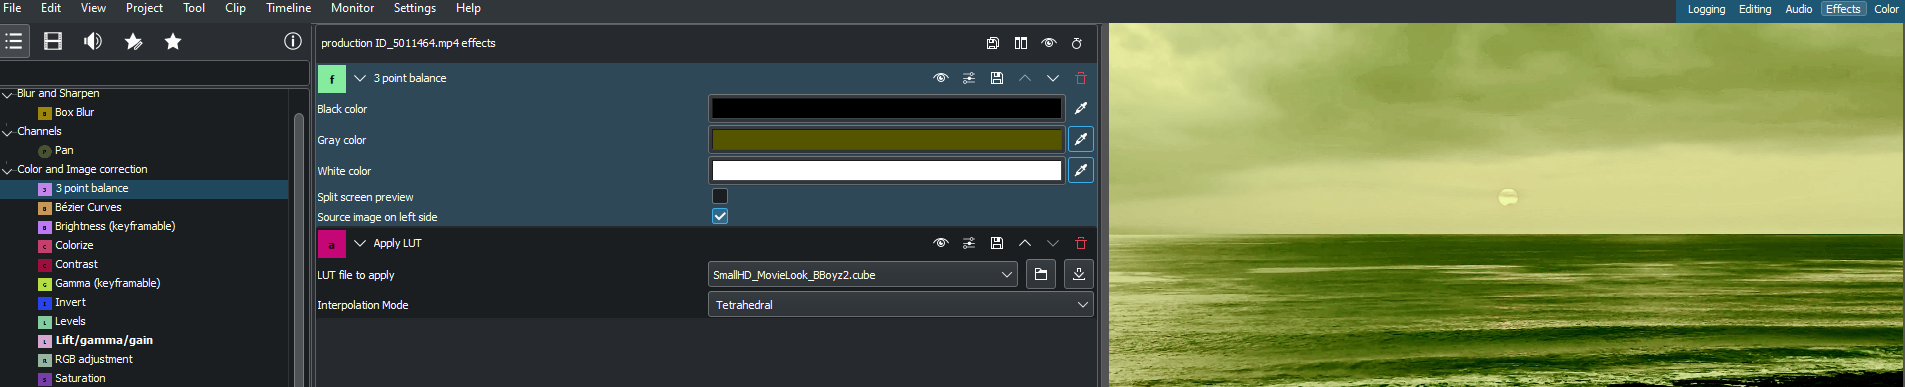 File Edit View Project Tool Clip Timeline Monitor Settings Help
Logging Editing Audio Effects Color
production ID_5011464.mp4 effects
Blur and Sharpen
Box Blur
Channels
Pan
Color and Image correction
3 point balance
Bézier Curves
Brightness (keyframable)
Colorize
Contrast
Gamma (keyframable)
Invert
Levels
Lift/gamma/gain
RGB adjustment
Saturation
f 3 point balance
Black color
Gray color
White color
Split screen preview
Source image on left side
a Apply LUT
LUT file to apply SmallHD_MovieLook_BBoyz2.cube
Interpolation Mode Tetrahedral